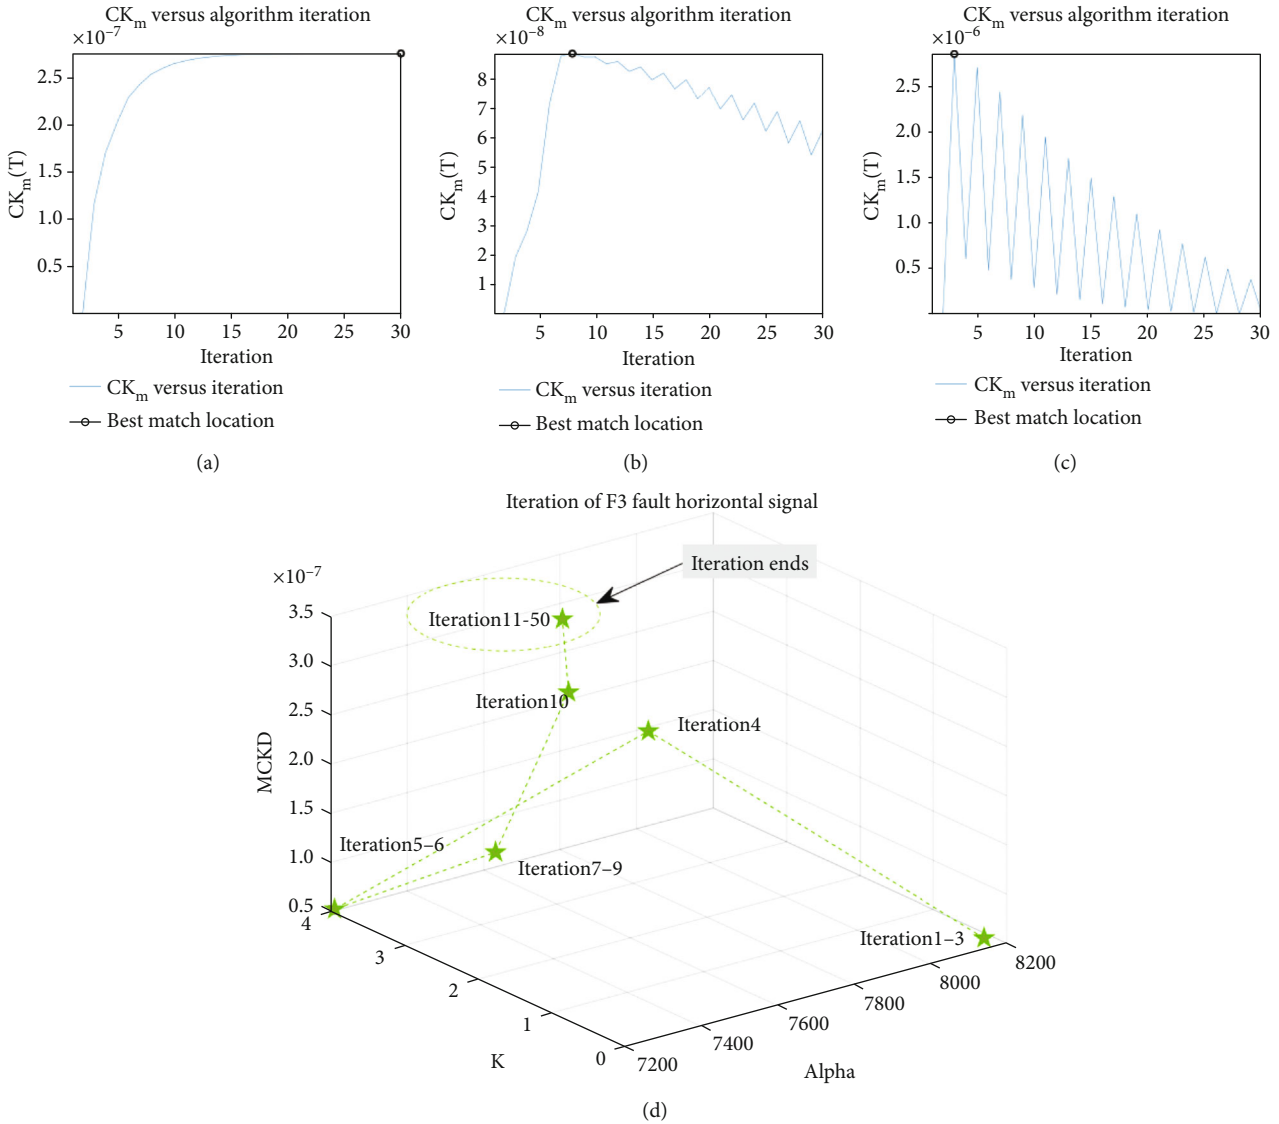 CKm versus algorithm iteration
×10−7
2.5
2.0
1.5
1.0
0.5
CKm(T)
5 10 15 20 25 30
Iteration
CKm versus iteration
Best match location
(a)
CKm versus algorithm iteration
×10−8
8
7
6
5
4
3
2
1
CKm(T)
5 10 15 20 25 30
Iteration
CKm versus iteration
Best match location
(b)
CKm versus algorithm iteration
×10−6
2.5
2.0
1.5
1.0
0.5
CKm(T)
5 10 15 20 25 30
Iteration
CKm versus iteration
Best match location
(c)
Iteration of F3 fault horizontal signal
Iteration ends
×10−7
3.5
3.0
2.5
2.0
1.5
1.0
0.5
MCKD
Iteration11-50
Iteration10
Iteration4
Iteration5–6
Iteration7–9
Iteration1–3
4
3
2
1
0
K
7200
7400
7600
7800
8000
8200
Alpha
(d)